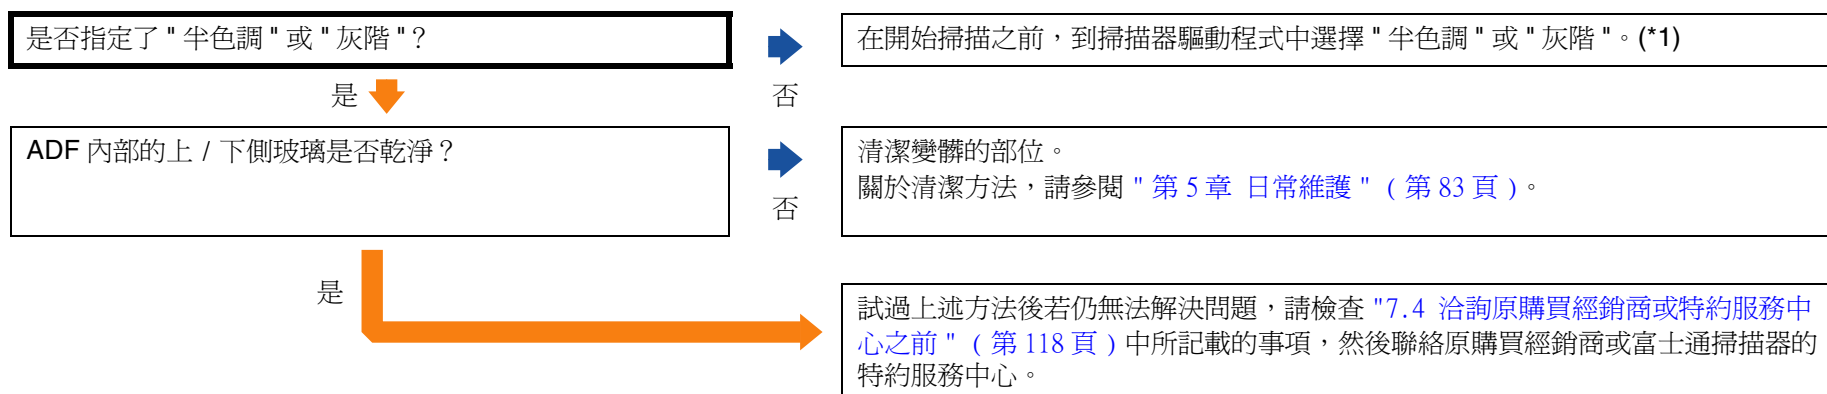 是否指定了 " 半色調 " 或 " 灰階 "？
在開始掃描之前，到掃描器驅動程式中選擇 " 半色調 " 或 " 灰階 "。(*1)
是
否
ADF 內部的上 / 下側玻璃是否乾淨？
清潔變髒的部位。
關於清潔方法，請參閱 " 第 5 章 日常維護 " ( 第 83 頁 )。
否
是
試過上述方法後若仍無法解決問題，請檢查 "7.4 洽詢原購買經銷商或特約服務中
心之前 " ( 第 118 頁 ) 中所記載的事項，然後聯絡原購買經銷商或富士通掃描器的
特約服務中心。